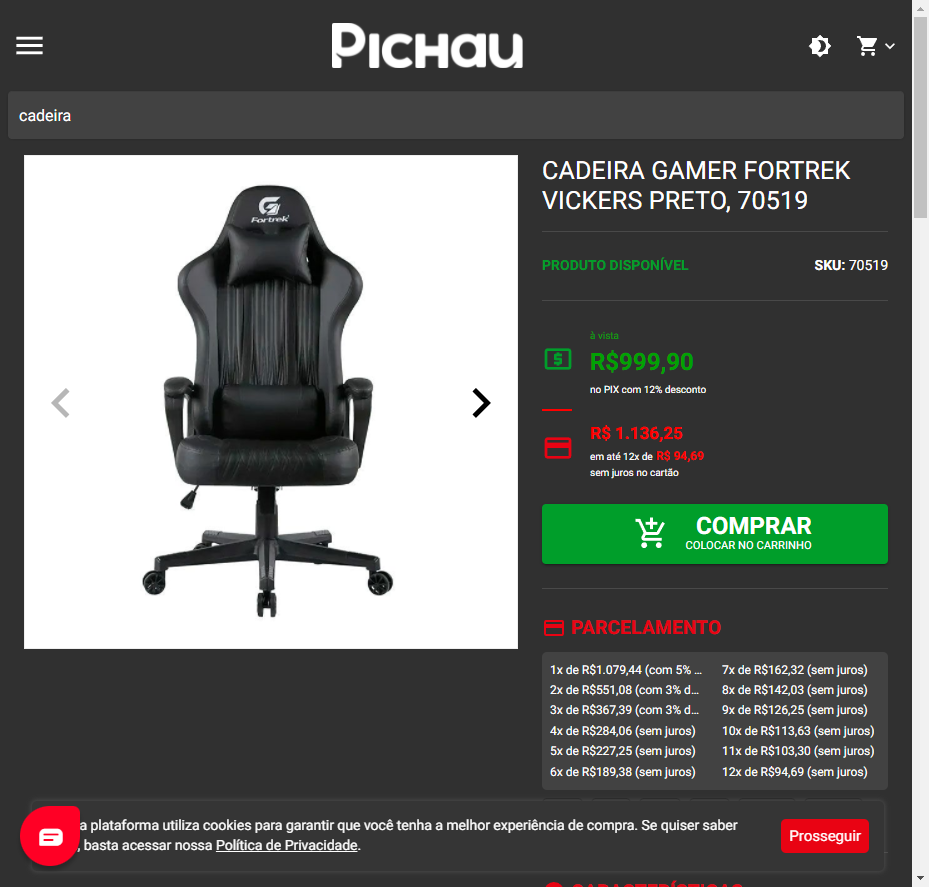 PICHAU
cadeira
Fortrek
CADEIRA GAMER FORTREK
VICKERS PRETO, 70519
PRODUTO DISPONÍVEL
SKU: 70519
à vista
R$999,90
no PIX com 12% desconto
R$ 1.136,25
em até 12x de R$ 94,69
sem juros no cartão
COMPRAR
COLOCAR NO CARRINHO
PARCELAMENTO
1x de R$1.079,44 (com 5% ...
2x de R$551,08 (com 3% d...
3x de R$367,39 (com 3% d...
4x de R$284,06 (sem juros)
5x de R$227,25 (sem juros)
6x de R$189,38 (sem juros)
7x de R$162,32 (sem juros)
8x de R$142,03 (sem juros)
9x de R$126,25 (sem juros)
10x de R$113,63 (sem juros)
11x de R$103,30 (sem juros)
12x de R$94,69 (sem juros)
a plataforma utiliza cookies para garantir que você tenha a melhor experiência de compra. Se quiser saber
, basta acessar nossa Política de Privacidade.
Prosseguir